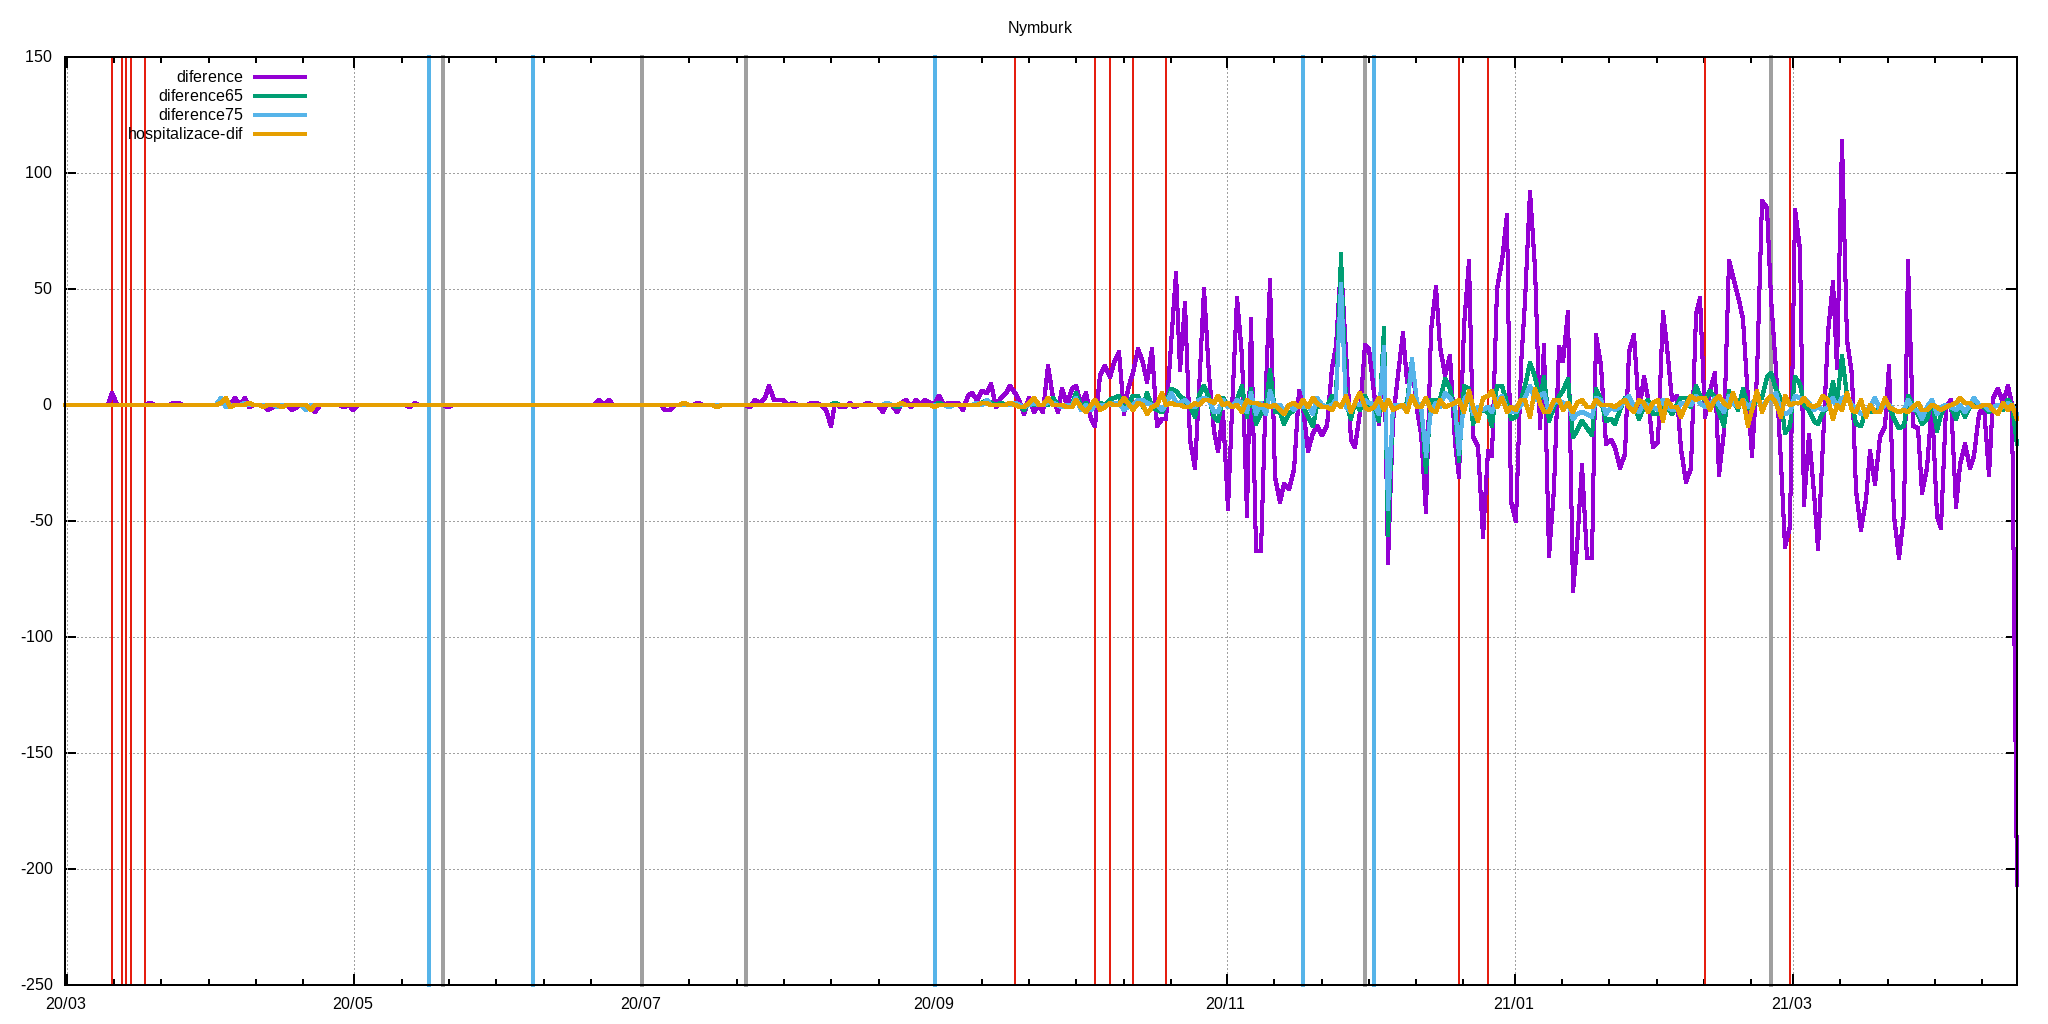 Nymburk
150
diference
diference65
diference75
hospitalizace-dif
100
50
0
-50
-100
-150
-200
-250
20/03 20/05 20/07 20/09 20/11 21/01 21/03